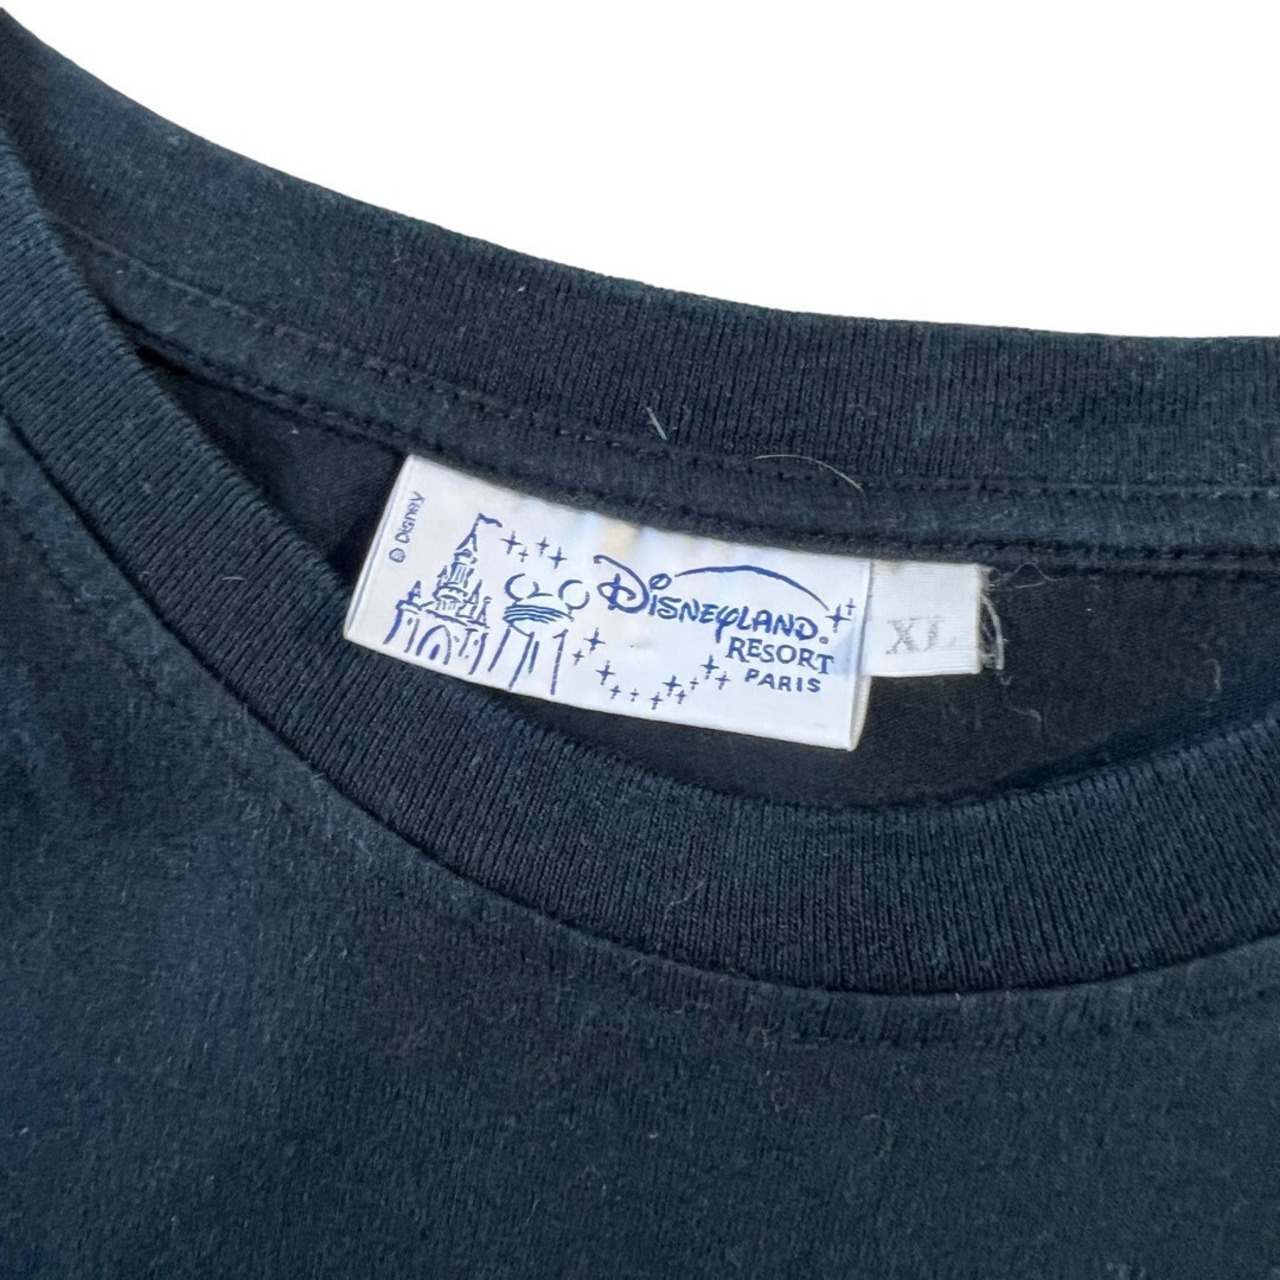 © Disney
DISNEYLAND
RESORT
PARIS
XL